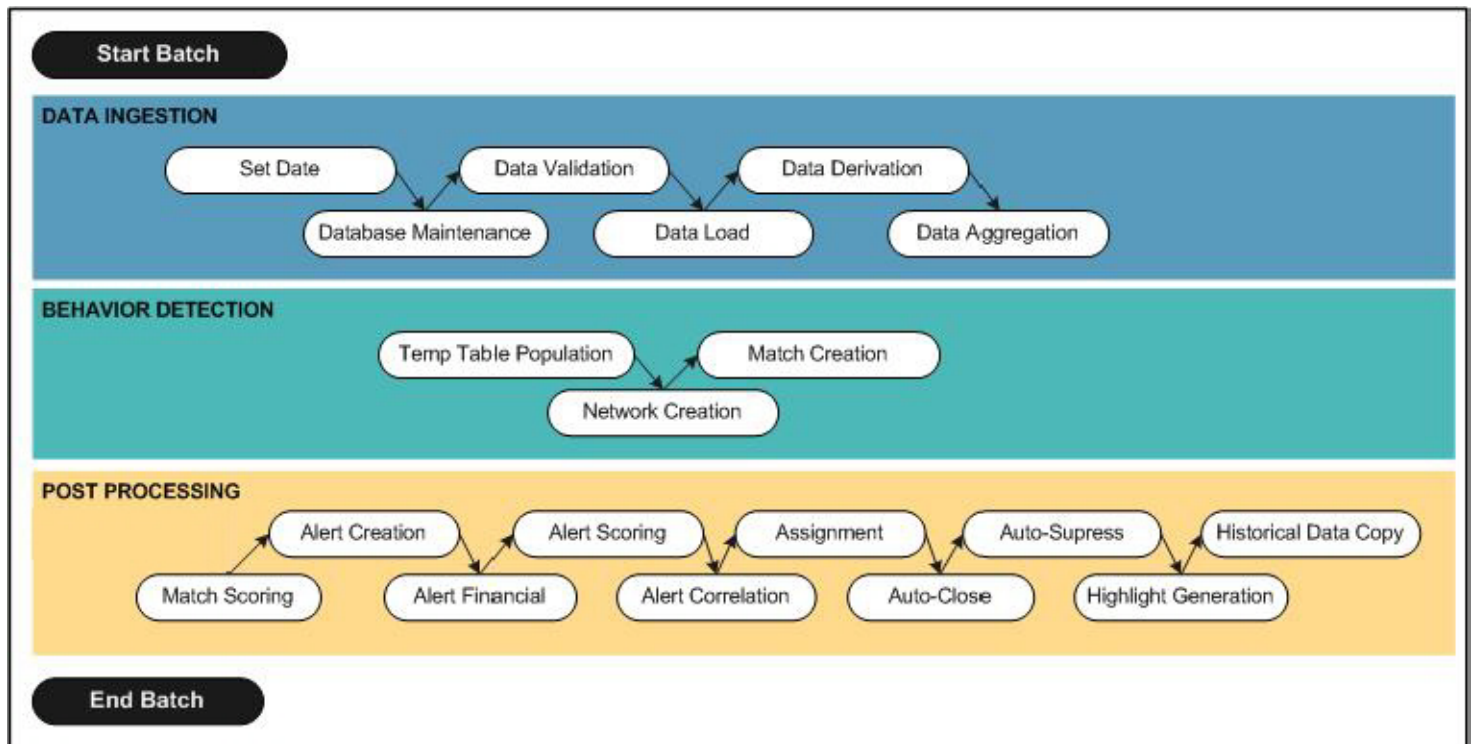 Start Batch
DATA INGESTION
Set Date
Data Validation
Data Derivation
Database Maintenance
Data Load
Data Aggregation
BEHAVIOR DETECTION
Temp Table Population
Match Creation
Network Creation
POST PROCESSING
Alert Creation
Alert Scoring
Assignment
Auto-Supress
Historical Data Copy
Match Scoring
Alert Financial
Alert Correlation
Auto-Close
Highlight Generation
End Batch